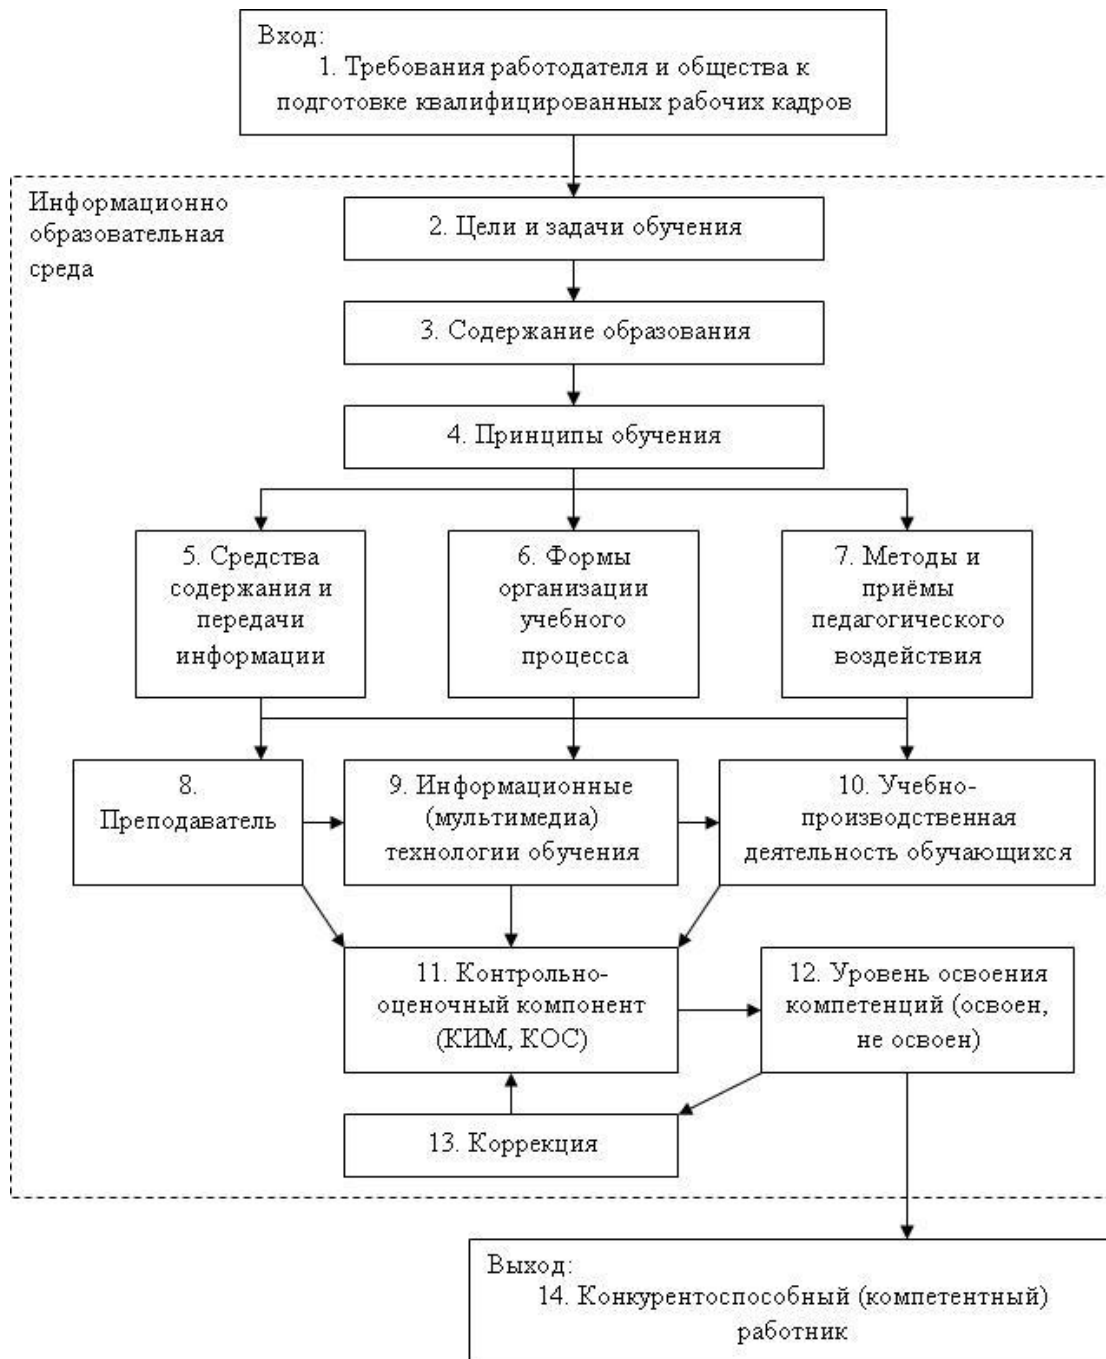 Вход:
1. Требования работодателя и общества к
подготовке квалифицированных рабочих кадров
Информационно
образовательная
среда
2. Цели и задачи обучения
3. Содержание образования
4. Принципы обучения
5. Средства
содержания и
передачи
информации
6. Формы
организации
учебного
процесса
7. Методы и
приёмы
педагогического
воздействия
8.
Преподаватель
9. Информационные
(мультимедиа)
технологии обучения
10. Учебно-
производственная
деятельность обучающихся
11. Контрольно-
оценочный компонент
(КИМ, КОС)
12. Уровень освоения
компетенций (освоен,
не освоен)
13. Коррекция
Выход:
14. Конкурентоспособный (компетентный)
работник